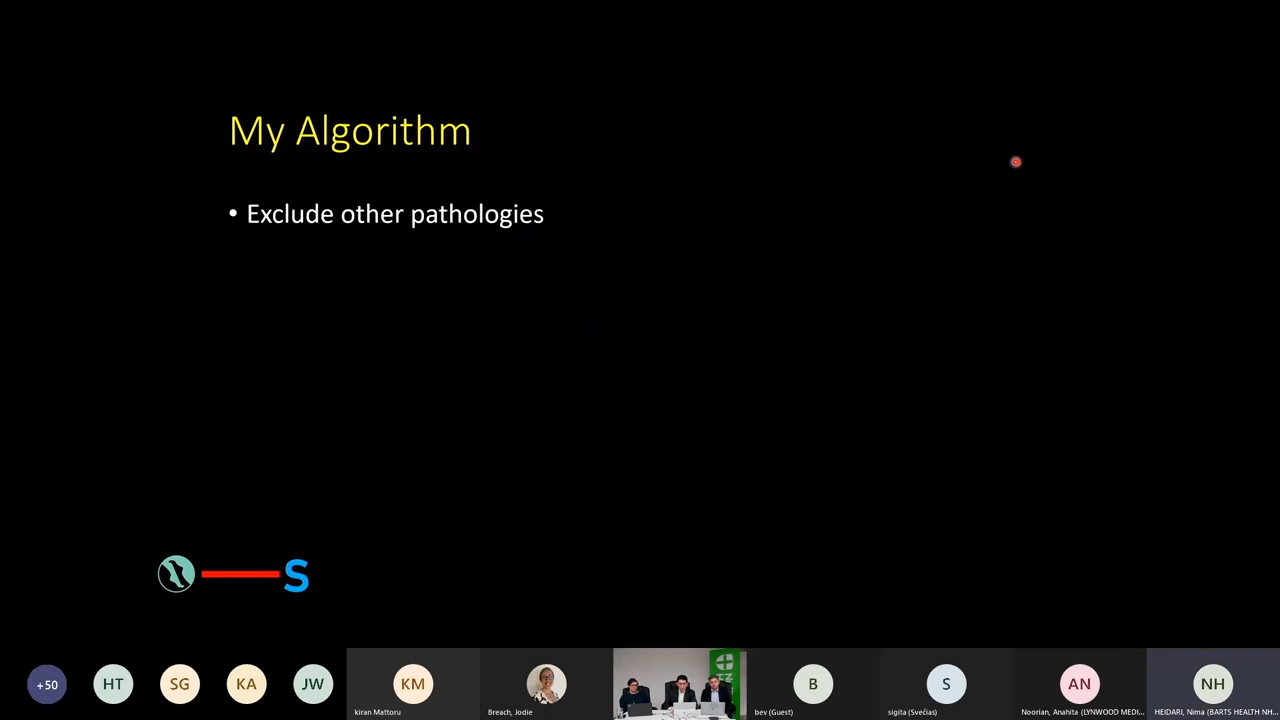 My Algorithm
• Exclude other pathologies
S
+50
HT
SG
KA
JW
KM
B
S
AN
NH
kiran Mattoru
Breach, Jodie
bev (Guest)
sigita (Svečias)
Noorian, Anahita (LYNWOOD MEDI...
HEIDARI, Nima (BARTS HEALTH NH...